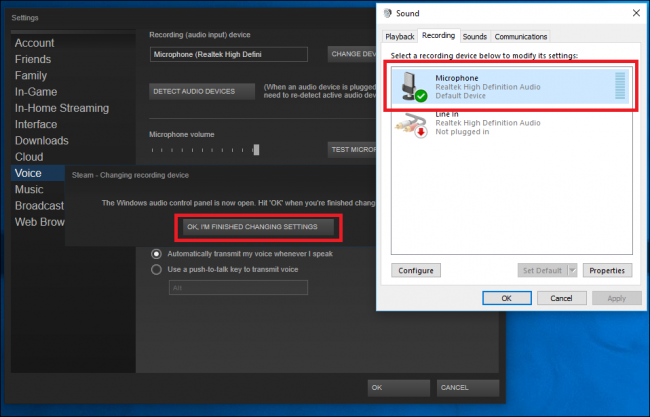 Settings
Account
Friends
Family
In-Game
In-Home Streaming
Interface
Downloads
Cloud
Voice
Music
Broadcast
Web Brow
Recording (audio input) device
Microphone (Realtek High Defini
CHANGE DEV
DETECT AUDIO DEVICES
(When an audio device is plugged
need to re-detect active audio dev
Microphone volume
TEST MICROP
Steam - Changing recording device
The Windows audio control panel is now open. Hit 'OK' when you're finished chang
OK, I'M FINISHED CHANGING SETTINGS
Automatically transmit my voice whenever I speak
Use a push-to-talk key to transmit voice
Alt
OK
CANCEL
Sound
Playback
Recording
Sounds
Communications
Select a recording device below to modify its settings:
Microphone
Realtek High Definition Audio
Default Device
Line In
Realtek High Definition Audio
Not plugged in
Configure
Set Default
Properties
OK
Cancel
Apply